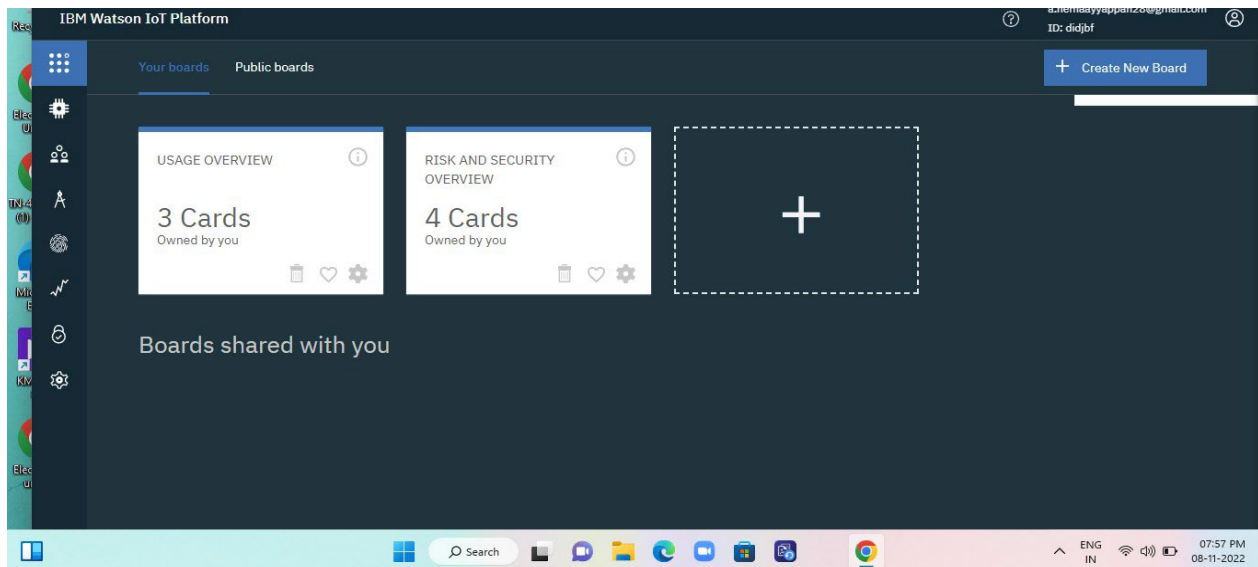 IBM Watson IoT Platform
ID: didjbf
Your boards Public boards
+ Create New Board
USAGE OVERVIEW
3 Cards
Owned by you
RISK AND SECURITY
OVERVIEW
4 Cards
Owned by you
Boards shared with you
Search
ENG
IN
07:57 PM
08-11-2022